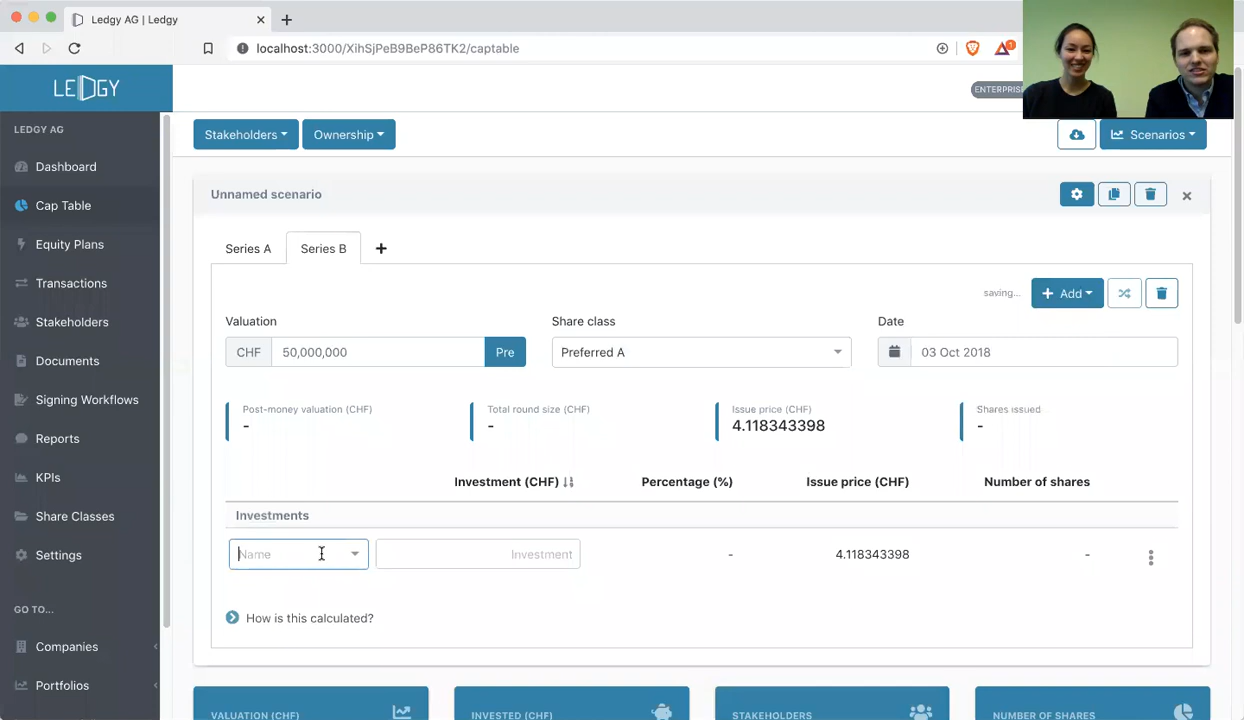 Ledgy AG | Ledgy
localhost:3000/XihSjPeB9BeP86TK2/captable
1
LEDGY
ENTERPRISE
LEDGY AG
Dashboard
Cap Table
Equity Plans
Transactions
Stakeholders
Documents
Signing Workflows
Reports
KPIs
Share Classes
Settings
GO TO...
Companies
Portfolios
Stakeholders
Ownership
Scenarios
Unnamed scenario
Series A
Series B
saving...
Add
Valuation
Share class
Date
CHF
50,000,000
Pre
Preferred A
03 Oct 2018
Post-money valuation (CHF)
Total round size (CHF)
Issue price (CHF)
Shares issued
-
-
4.118343398
-
Investment (CHF)
Percentage (%)
Issue price (CHF)
Number of shares
Investments
Name
Investment
-
4.118343398
-
How is this calculated?
VALUATION (CHF)
INVESTED (CHF)
STAKEHOLDERS
NUMBER OF SHARES